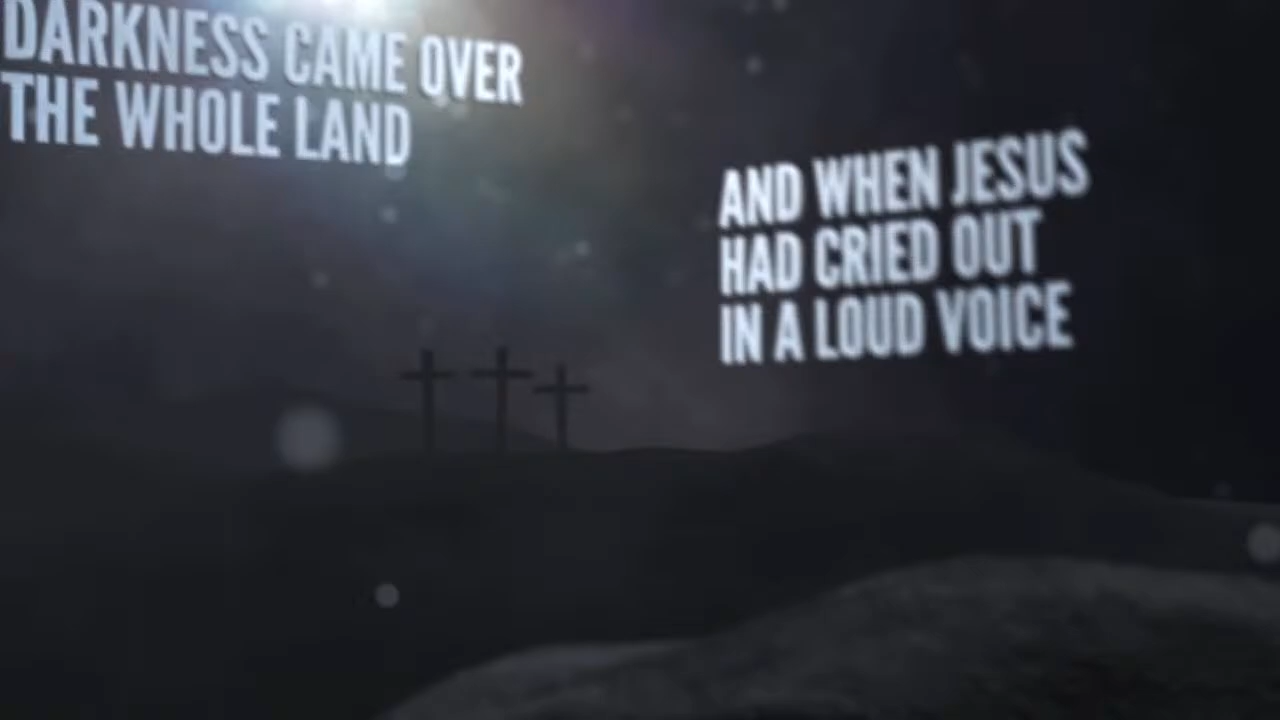 DARKNESS CAME OVER
THE WHOLE LAND
AND WHEN JESUS
HAD CRIED OUT
IN A LOUD VOICE